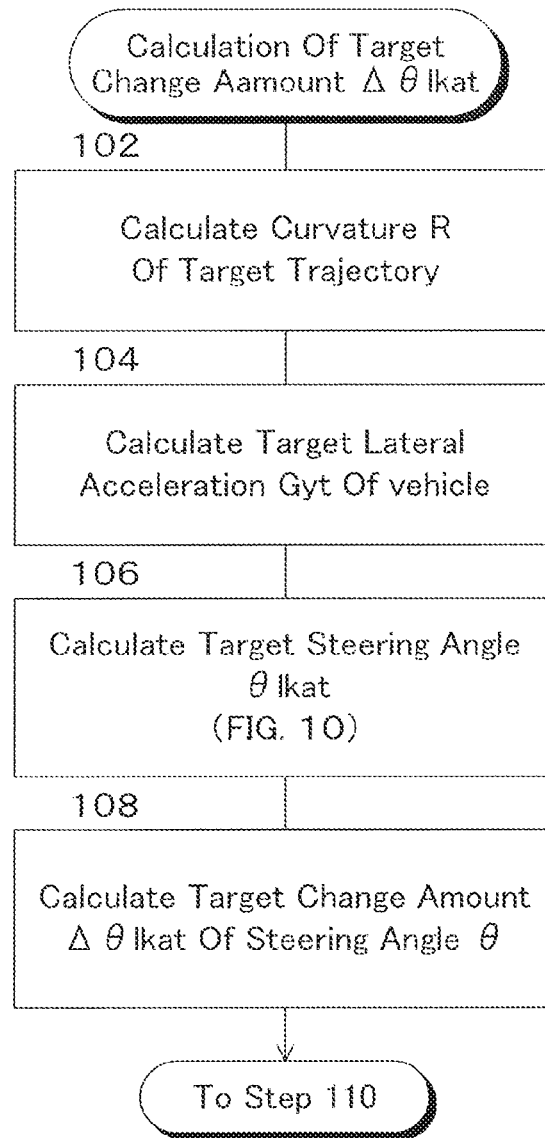 Calculation Of Target
Change Aamount Δ θ lkat
102
Calculate Curvature R
Of Target Trajectory
104
Calculate Target Lateral
Acceleration Gyt Of vehicle
106
Calculate Target Steering Angle
θ lkat
(FIG. 10)
108
Calculate Target Change Amount
Δ θ lkat Of Steering Angle θ
To Step 110